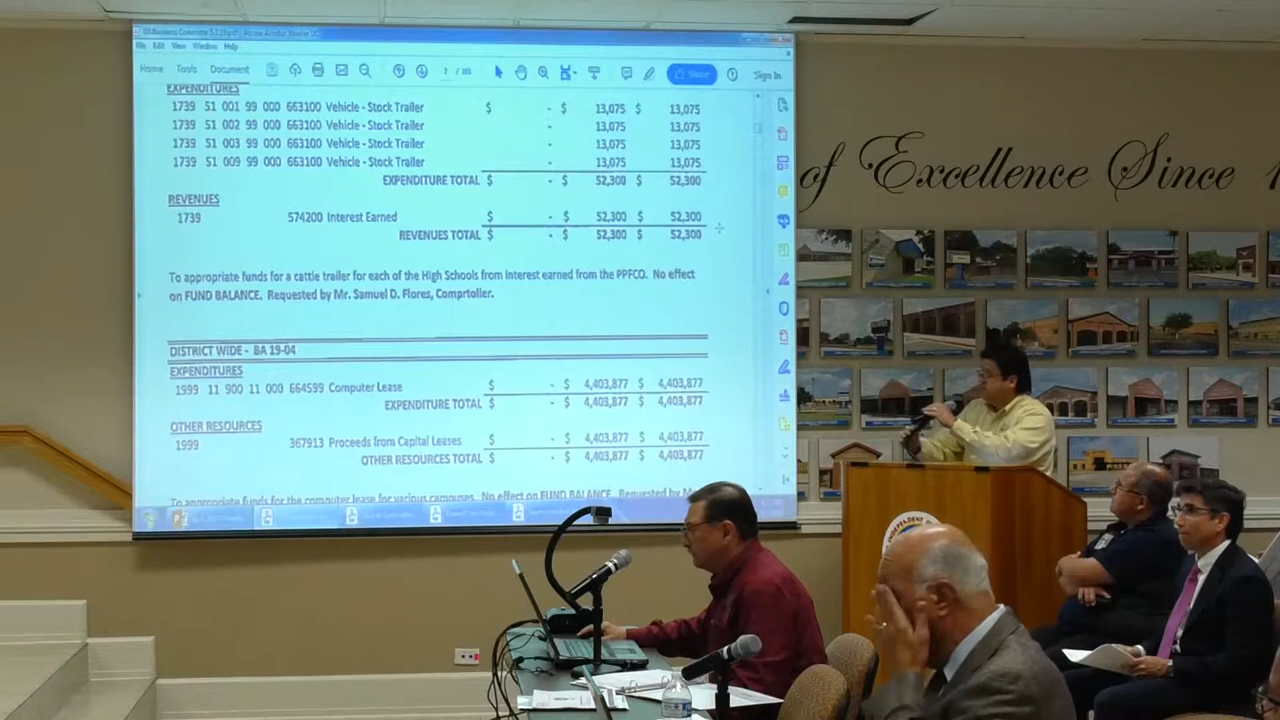 File Edit View Window Help
Home Tools Document
Share
Sign In
EXPENDITURES
1739 51 001 99 000 663100 Vehicle - Stock Trailer $ - $ 13,075 $ 13,075
1739 51 002 99 000 663100 Vehicle - Stock Trailer - 13,075 13,075
1739 51 003 99 000 663100 Vehicle - Stock Trailer - 13,075 13,075
1739 51 009 99 000 663100 Vehicle - Stock Trailer - 13,075 13,075
EXPENDITURE TOTAL $ - $ 52,300 $ 52,300
REVENUES
1739 574200 Interest Earned $ - $ 52,300 $ 52,300
REVENUES TOTAL $ - $ 52,300 $ 52,300
To appropriate funds for a cattle trailer for each of the High Schools from interest earned from the PPFCO. No effect
on FUND BALANCE. Requested by Mr. Samuel D. Flores, Comprtoller.
DISTRICT WIDE - BA 19-04
EXPENDITURES
1999 11 900 11 000 664599 Computer Lease $ - $ 4,403,877 $ 4,403,877
EXPENDITURE TOTAL $ - $ 4,403,877 $ 4,403,877
OTHER RESOURCES
1999 367913 Proceeds from Capital Leases $ - $ 4,403,877 $ 4,403,877
OTHER RESOURCES TOTAL $ - $ 4,403,877 $ 4,403,877
To appropriate funds for the computer lease for various campuses. No effect on FUND BALANCE. Requested by
of Excellence Since
INDEPENDENT